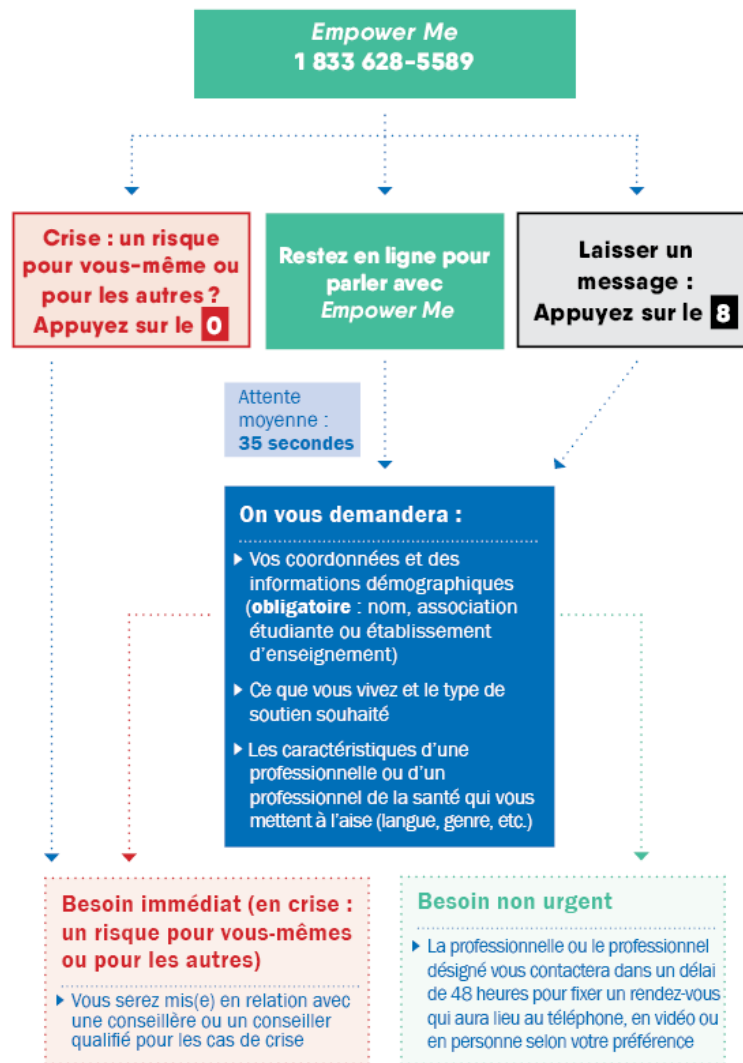 Empower Me
1 833 628-5589
Crise : un risque
pour vous-même ou
pour les autres ?
Appuyez sur le 0
Restez en ligne pour
parler avec
Empower Me
Laisser un
message :
Appuyez sur le 8
Attente
moyenne :
35 secondes
On vous demandera :
▸ Vos coordonnées et des
informations démographiques
(obligatoire : nom, association
étudiante ou établissement
d’enseignement)
▸ Ce que vous vivez et le type de
soutien souhaité
▸ Les caractéristiques d’une
professionnelle ou d’un
professionnel de la santé qui vous
mettent à l’aise (langue, genre, etc.)
Besoin immédiat (en crise :
un risque pour vous-mêmes
ou pour les autres)
▸ Vous serez mis(e) en relation avec
une conseillère ou un conseiller
qualifié pour les cas de crise
Besoin non urgent
▸ La professionnelle ou le professionnel
désigné vous contactera dans un délai
de 48 heures pour fixer un rendez-vous
qui aura lieu au téléphone, en vidéo ou
en personne selon votre préférence